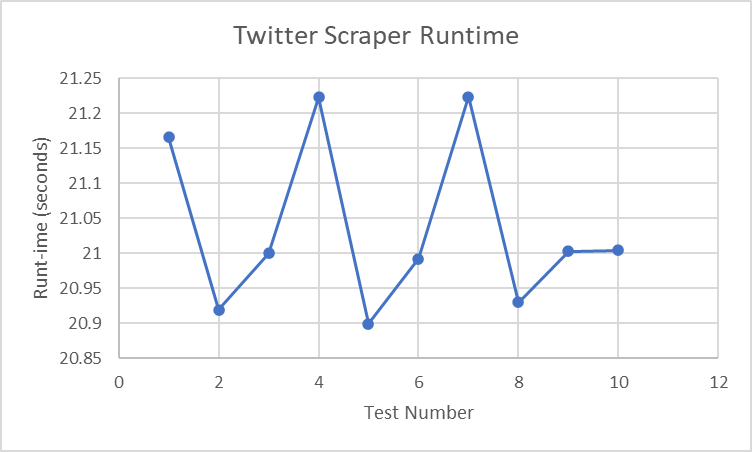 Twitter Scraper Runtime
21.25
21.2
21.15
21.1
21.05
21
20.95
20.9
20.85
Runt-ime (seconds)
0 2 4 6 8 10 12
Test Number